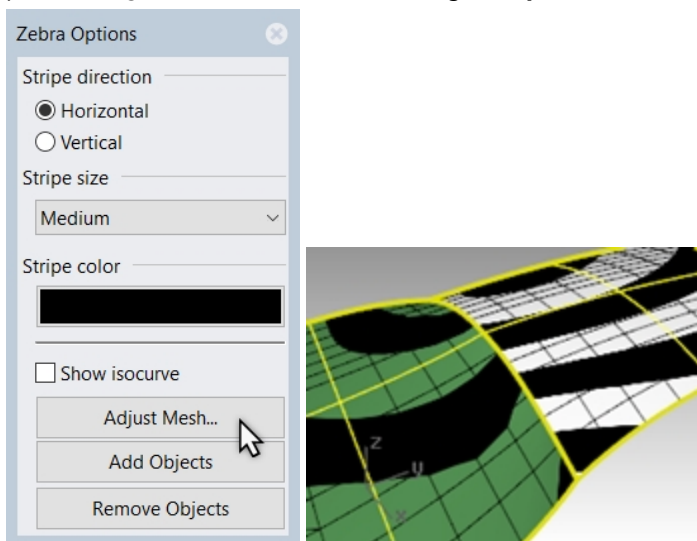 Zebra Options
Stripe direction
Horizontal
Vertical
Stripe size
Medium
Stripe color
Show isocurve
Adjust Mesh...
Add Objects
Remove Objects
z
y
x